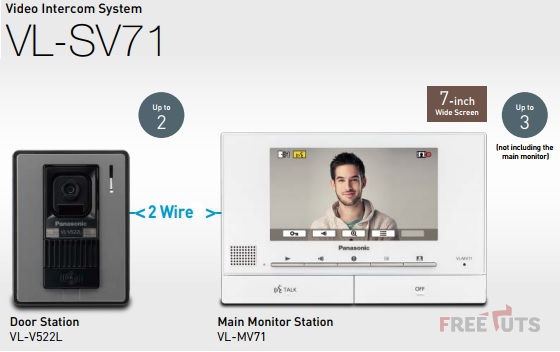 Video Intercom System
VL-SV71
7-inch
Wide Screen
Up to
2
Up to
3
(not including the
main monitor)
2 Wire
Panasonic
VL-V522L
Panasonic
VL-MV71
TALK
OFF
Door Station
VL-V522L
Main Monitor Station
VL-MV71
FREETUTS